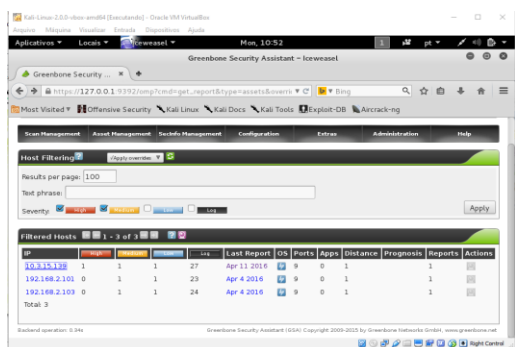 Kali-Linux-2.0.0-vbox-amd64 [Executando] - Oracle VM VirtualBox
Arquivo Máquina Visualizar Entrada Dispositivos Ajuda
Aplicativos Locais Iceweasel Mon, 10:52 1 pt
Greenbone Security Assistant - Iceweasel
Greenbone Security ...
https://127.0.0.1:9392/omp?cmd=get_report&type=assets&overri Bing
Most Visited Offensive Security Kali Linux Kali Docs Kali Tools Exploit-DB Aircrack-ng
Scan Management Asset Management SecInfo Management Configuration Extras Administration Help
Host Filtering Apply overrides
Results per page: 100
Text phrase:
Severity: High Medium Low Log Apply
Filtered Hosts 1 - 3 of 3
IP High Medium Low Log Last Report OS Ports Apps Distance Prognosis Reports Actions
10.3.15.139 1 1 1 27 Apr 11 2016 9 0 1 1
192.168.2.101 0 1 1 23 Apr 4 2016 9 0 1 1
192.168.2.103 0 1 1 24 Apr 4 2016 9 0 1 1
Total: 3
Backend operation: 0.34s Greenbone Security Assistant (GSA) Copyright 2009-2015 by Greenbone Networks GmbH, www.greenbone.net
Right Control